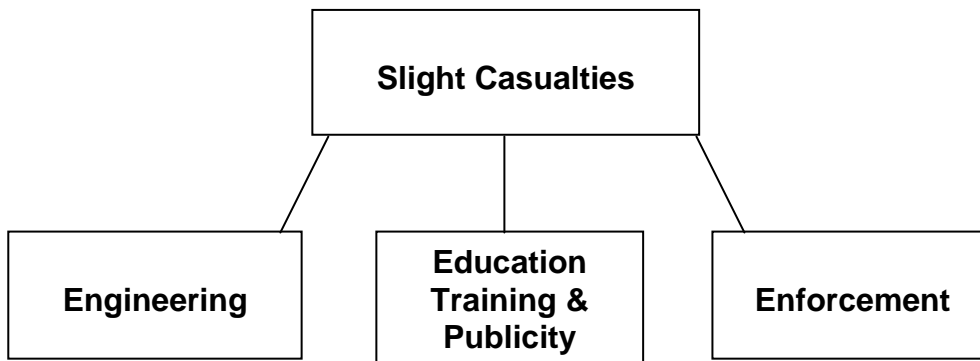 Slight Casualties
Engineering
Education
Training &
Publicity
Enforcement